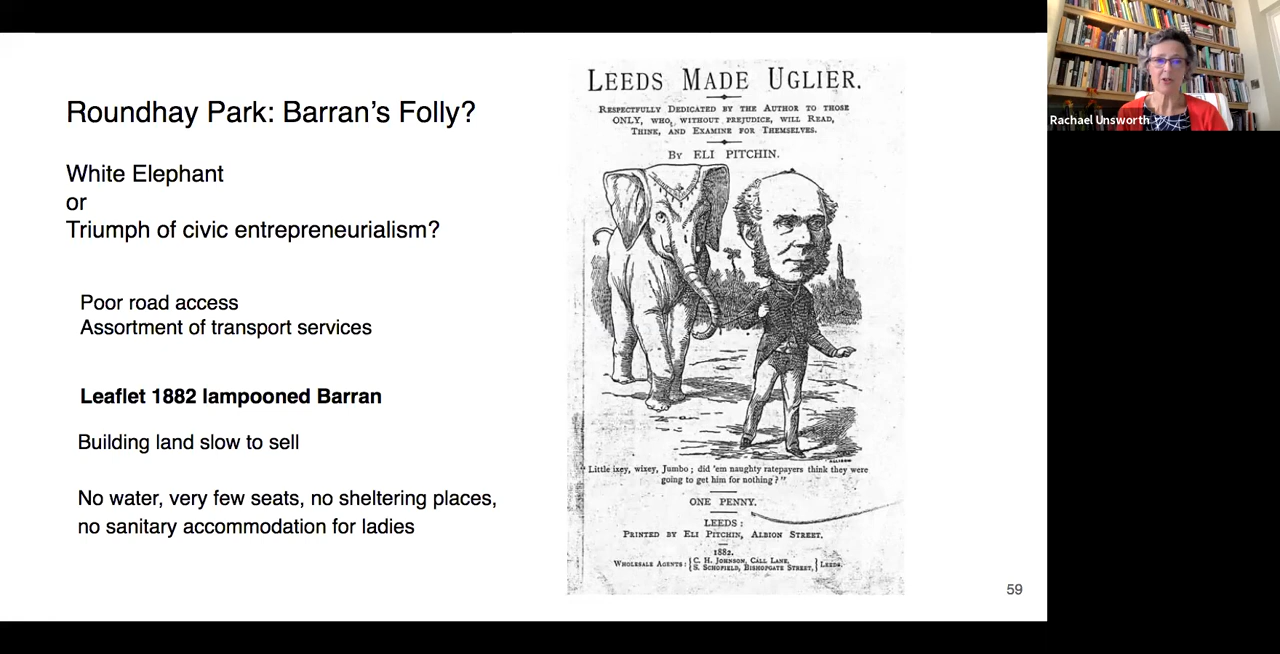 Roundhay Park: Barran's Folly?
White Elephant
or
Triumph of civic entrepreneurialism?
Poor road access
Assortment of transport services
Leaflet 1882 lampooned Barran
Building land slow to sell
No water, very few seats, no sheltering places,
no sanitary accommodation for ladies
LEEDS MADE UGLIER.
RESPECTFULLY DEDICATED BY THE AUTHOR TO THOSE
ONLY, WHO, WITHOUT PREJUDICE, WILL READ,
THINK, AND EXAMINE FOR THEMSELVES.
BY ELI PITCHIN.
"Little izey, wizey, Jumbo; did 'em naughty ratepayers think they were
going to get him for nothing?"
ONE PENNY.
LEEDS:
PRINTED BY ELI PITCHIN, ALBION STREET.
1882.
WHOLESALE AGENTS: { C. H. JOHNSON, CALL LANE,
S. SCHOFIELD, BISHOPGATE STREET, } LEEDS.
59
Rachael Unsworth